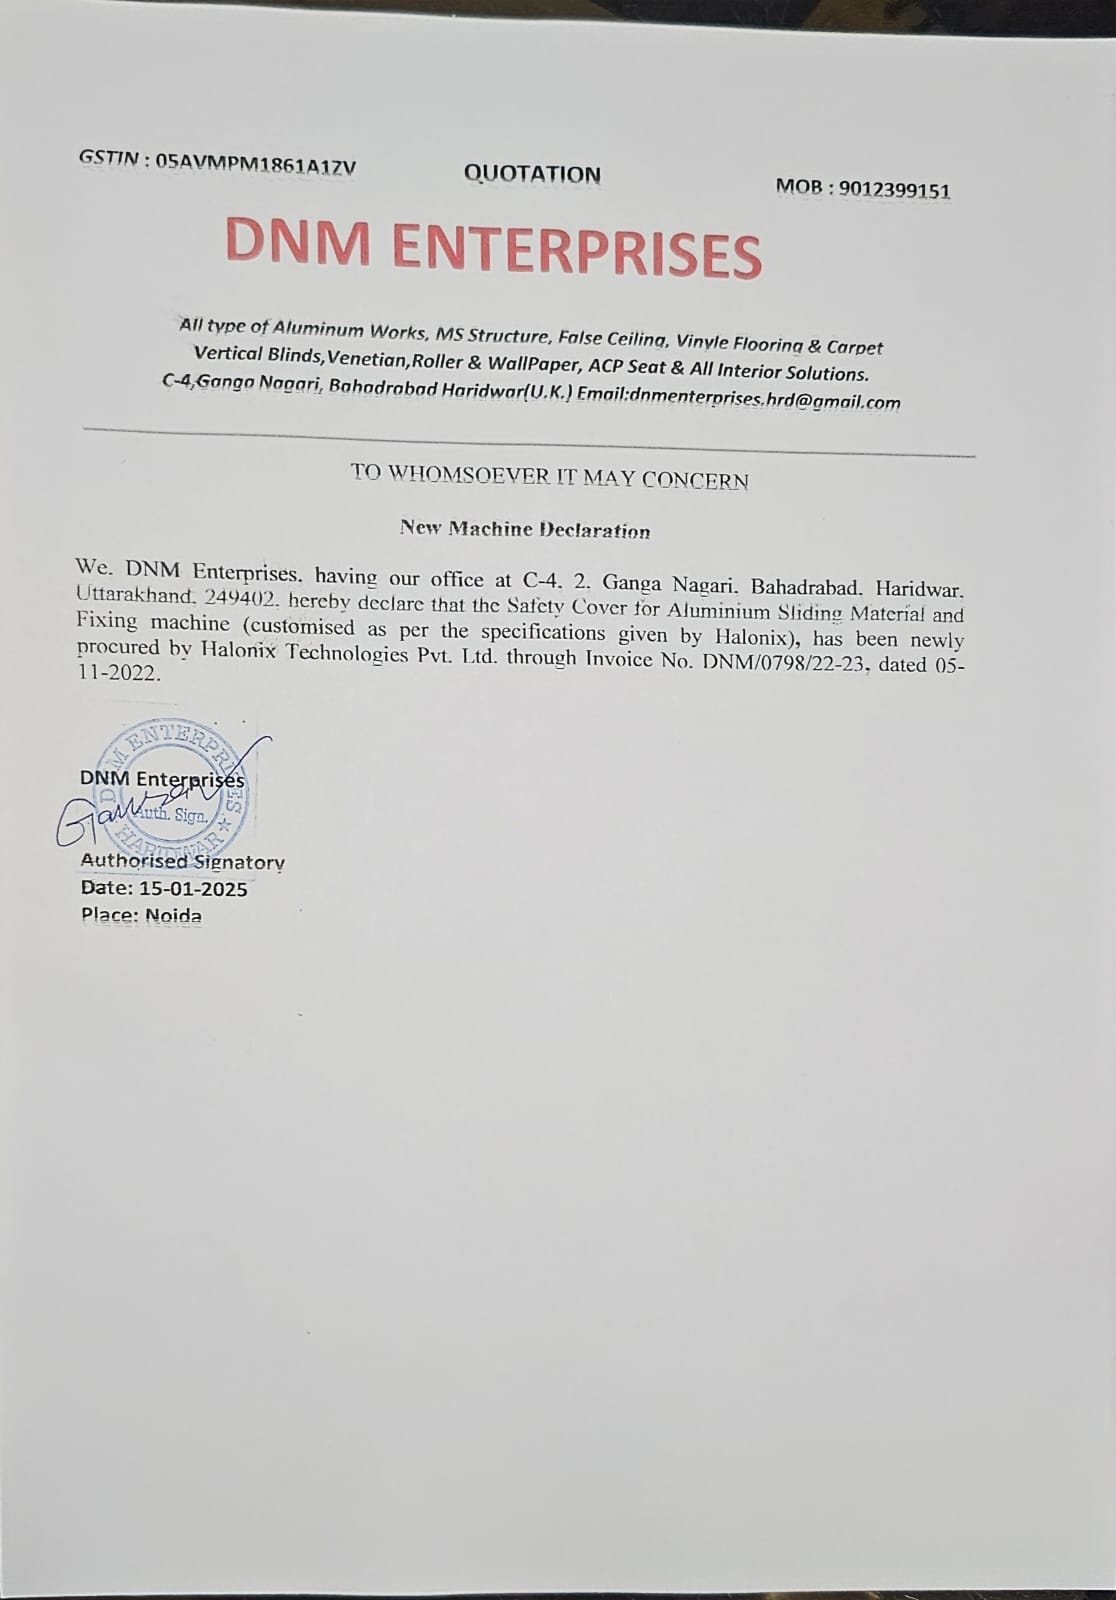 GSTIN : 05AVMPM1861A1ZV QUOTATION MOB : 9012399151
DNM ENTERPRISES
All type of Aluminum Works, MS Structure, False Ceiling, Vinyle Flooring & Carpet
Vertical Blinds,Venetian,Roller & WallPaper, ACP Seat & All Interior Solutions.
C-4,Ganga Nagari, Bahadrabad Haridwar(U.K.) Email:dnmenterprises.hrd@gmail.com
TO WHOMSOEVER IT MAY CONCERN
New Machine Declaration
We, DNM Enterprises, having our office at C-4, 2, Ganga Nagari, Bahadrabad, Haridwar,
Uttarakhand, 249402, hereby declare that the Safety Cover for Aluminium Sliding Material and
Fixing machine (customised as per the specifications given by Halonix), has been newly
procured by Halonix Technologies Pvt. Ltd. through Invoice No. DNM/0798/22-23, dated 05-
11-2022.
DNM ENTERPRISES
DNM Enterprises
Auth. Sign.
HARIDWAR
Authorised Signatory
Date: 15-01-2025
Place: Noida